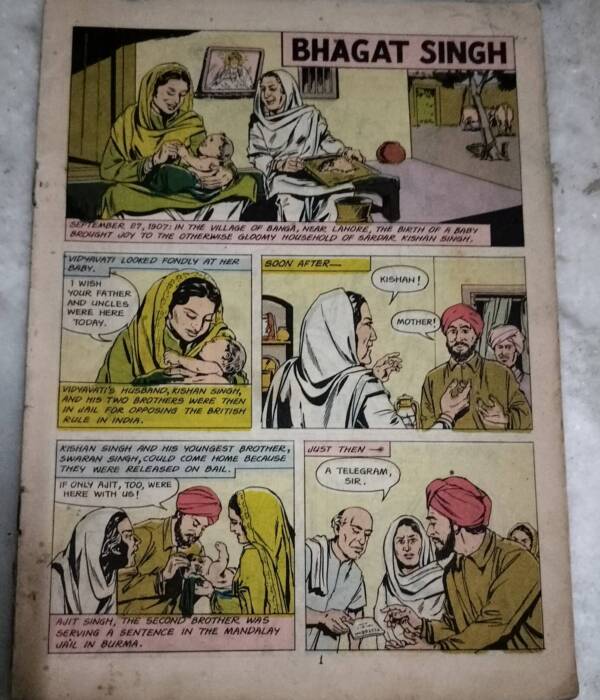 BHAGAT SINGH
SEPTEMBER 27, 1907: IN THE VILLAGE OF BANGA, NEAR LAHORE, THE BIRTH OF A BABY
BROUGHT JOY TO THE OTHERWISE GLOOMY HOUSEHOLD OF SARDAR KISHAN SINGH.
VIDYAVATI LOOKED FONDLY AT HER
BABY.
I WISH
YOUR FATHER
AND UNCLES
WERE HERE
TODAY.
VIDYAVATI'S HUSBAND, KISHAN SINGH,
AND HIS TWO BROTHERS WERE THEN
IN JAIL FOR OPPOSING THE BRITISH
RULE IN INDIA.
SOON AFTER—
KISHAN!
MOTHER!
KISHAN SINGH AND HIS YOUNGEST BROTHER,
SWARAN SINGH, COULD COME HOME BECAUSE
THEY WERE RELEASED ON BAIL.
IF ONLY AJIT, TOO, WERE
HERE WITH US!
AJIT SINGH, THE SECOND BROTHER WAS
SERVING A SENTENCE IN THE MANDALAY
JAIL IN BURMA.
JUST THEN
A TELEGRAM,
SIR.
1